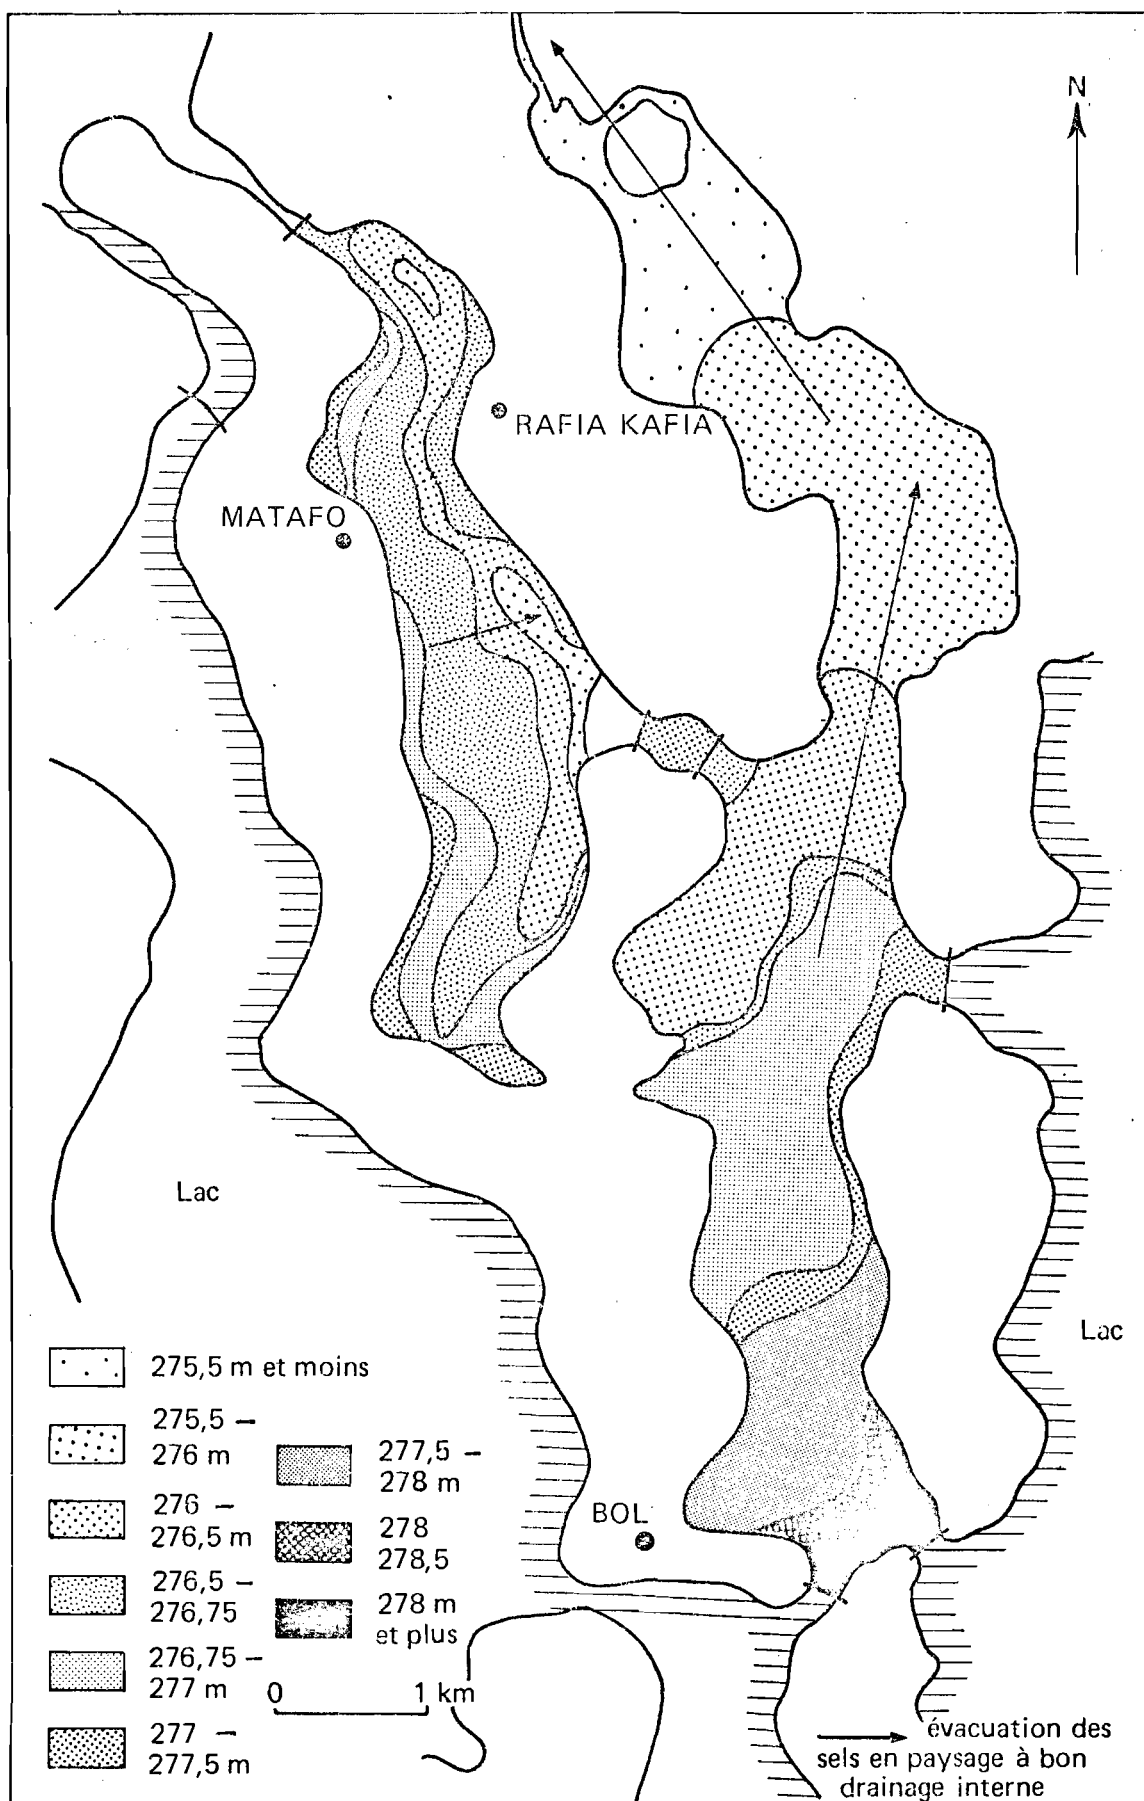 N
RAFIA KAFIA
MATAFO
Lac
Lac
BOL
275,5 m et moins
275,5 –
276 m
276 –
276,5 m
276,5 –
276,75
276,75 –
277 m
277 –
277,5 m
277,5 –
278 m
278
278,5
278 m
et plus
0 1 km
évacuation des
sels en paysage à bon
drainage interne